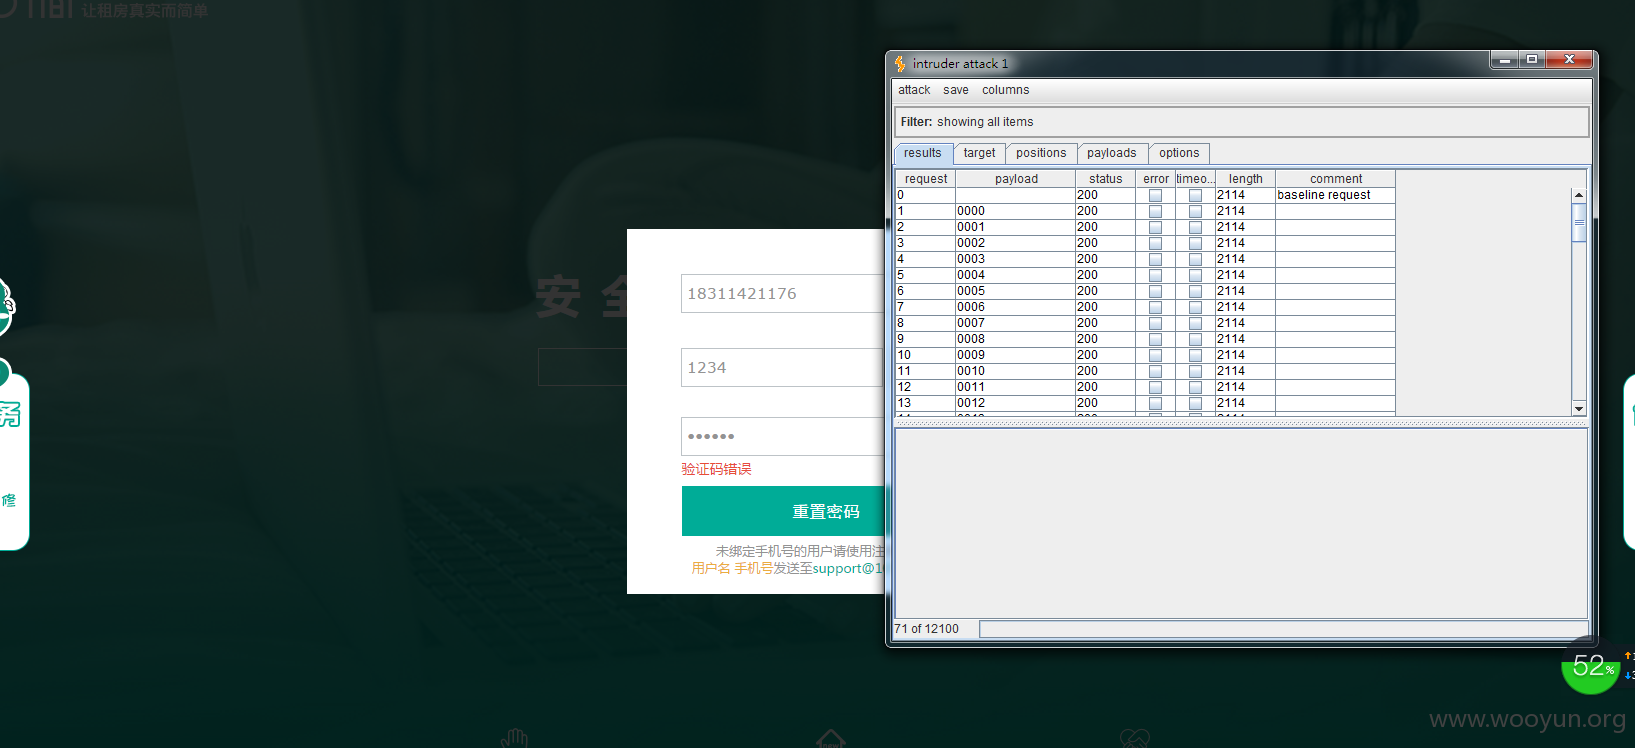 让租房真实而简单
安 全
18311421176
1234
••••••
验证码错误
重置密码
未绑定手机号的用户请使用注
用户名 手机号发送至support@1
务
修
intruder attack 1
attack save columns
Filter: showing all items
results target positions payloads options
request payload status error timeo... length comment
0 200 2114 baseline request
1 0000 200 2114
2 0001 200 2114
3 0002 200 2114
4 0003 200 2114
5 0004 200 2114
6 0005 200 2114
7 0006 200 2114
8 0007 200 2114
9 0008 200 2114
10 0009 200 2114
11 0010 200 2114
12 0011 200 2114
13 0012 200 2114
71 of 12100
52%
www.wooyun.org